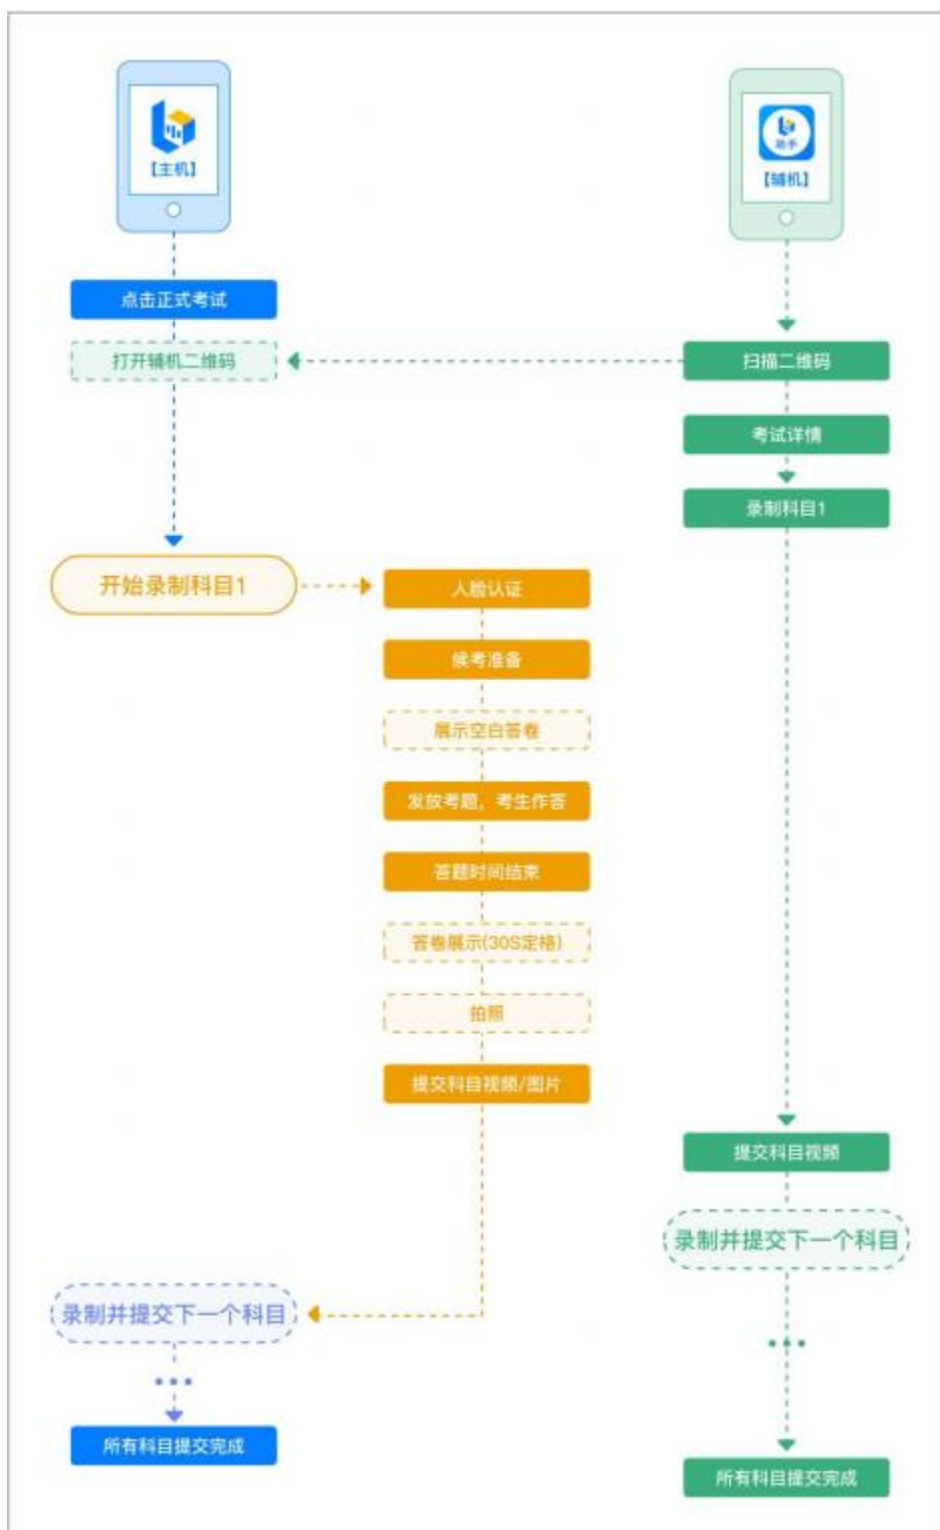 【主机】
助手
【辅机】
点击正式考试
打开辅机二维码
扫描二维码
考试详情
录制科目1
开始录制科目1
人脸认证
候考准备
展示空白答卷
发放考题，考生作答
答题时间结束
答卷展示(30S定格)
拍照
提交科目视频/图片
提交科目视频
录制并提交下一个科目
录制并提交下一个科目
所有科目提交完成
所有科目提交完成